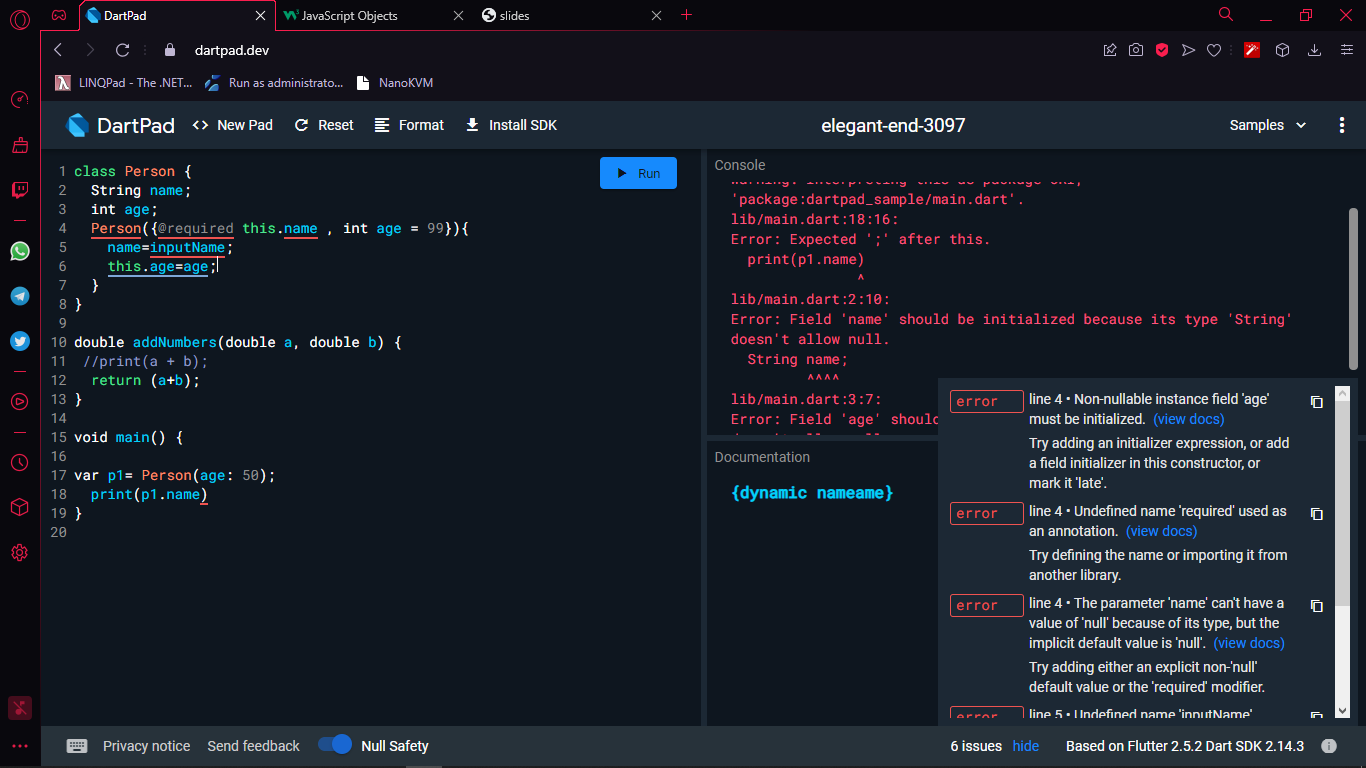 DartPad
JavaScript Objects
slides
dartpad.dev
LINQPad - The .NET...
Run as administrato...
NanoKVM
DartPad
<> New Pad
Reset
Format
Install SDK
elegant-end-3097
Samples
1 class Person {
2 String name;
3 int age;
4 Person({@required this.name , int age = 99}){
5 name=inputName;
6 this.age=age;
7 }
8 }
9
10 double addNumbers(double a, double b) {
11 //print(a + b);
12 return (a+b);
13 }
14
15 void main() {
16
17 var p1= Person(age: 50);
18 print(p1.name)
19 }
20
Run
Console
warning: Interpreting this as package URI,
'package:dartpad_sample/main.dart'.
lib/main.dart:18:16:
Error: Expected ';' after this.
print(p1.name)
^
lib/main.dart:2:10:
Error: Field 'name' should be initialized because its type 'String'
doesn't allow null.
String name;
^^^^
lib/main.dart:3:7:
Error: Field 'age' should
Documentation
{dynamic nameame}
error
line 4 • Non-nullable instance field 'age'
must be initialized. (view docs)
Try adding an initializer expression, or add
a field initializer in this constructor, or
mark it 'late'.
error
line 4 • Undefined name 'required' used as
an annotation. (view docs)
Try defining the name or importing it from
another library.
error
line 4 • The parameter 'name' can't have a
value of 'null' because of its type, but the
implicit default value is 'null'. (view docs)
Try adding either an explicit non-'null'
default value or the 'required' modifier.
error
line 5 • Undefined name 'inputName'
Privacy notice
Send feedback
Null Safety
6 issues hide
Based on Flutter 2.5.2 Dart SDK 2.14.3